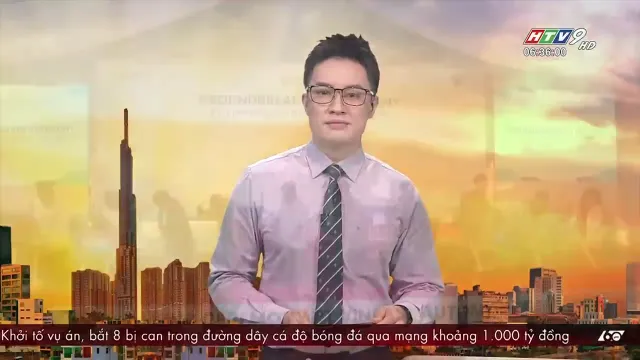 HTV9 HD
06:36:00
Khởi tố vụ án, bắt 8 bị can trong đường dây cá độ bóng đá qua mạng khoảng 1.000 tỷ đồng